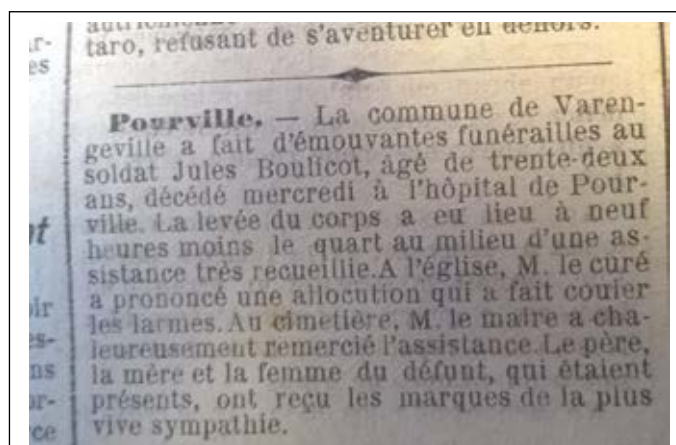 taro, refusant de s'aventurer en dehors.
Pourville. — La commune de Varen-
geville a fait d'émouvantes funérailles au
soldat Jules Boulicot, âgé de trente-deux
ans, décédé mercredi à l'hôpital de Pour-
ville. La levée du corps a eu lieu à neuf
heures moins le quart au milieu d'une as-
sistance très recueillie. A l'église, M. le curé
a prononcé une allocution qui a fait couler
les larmes. Au cimetière, M. le maire a cha-
leureusement remercié l'assistance. Le père,
la mère et la femme du défunt, qui étaient
présents, ont reçu les marques de la plus
vive sympathie.